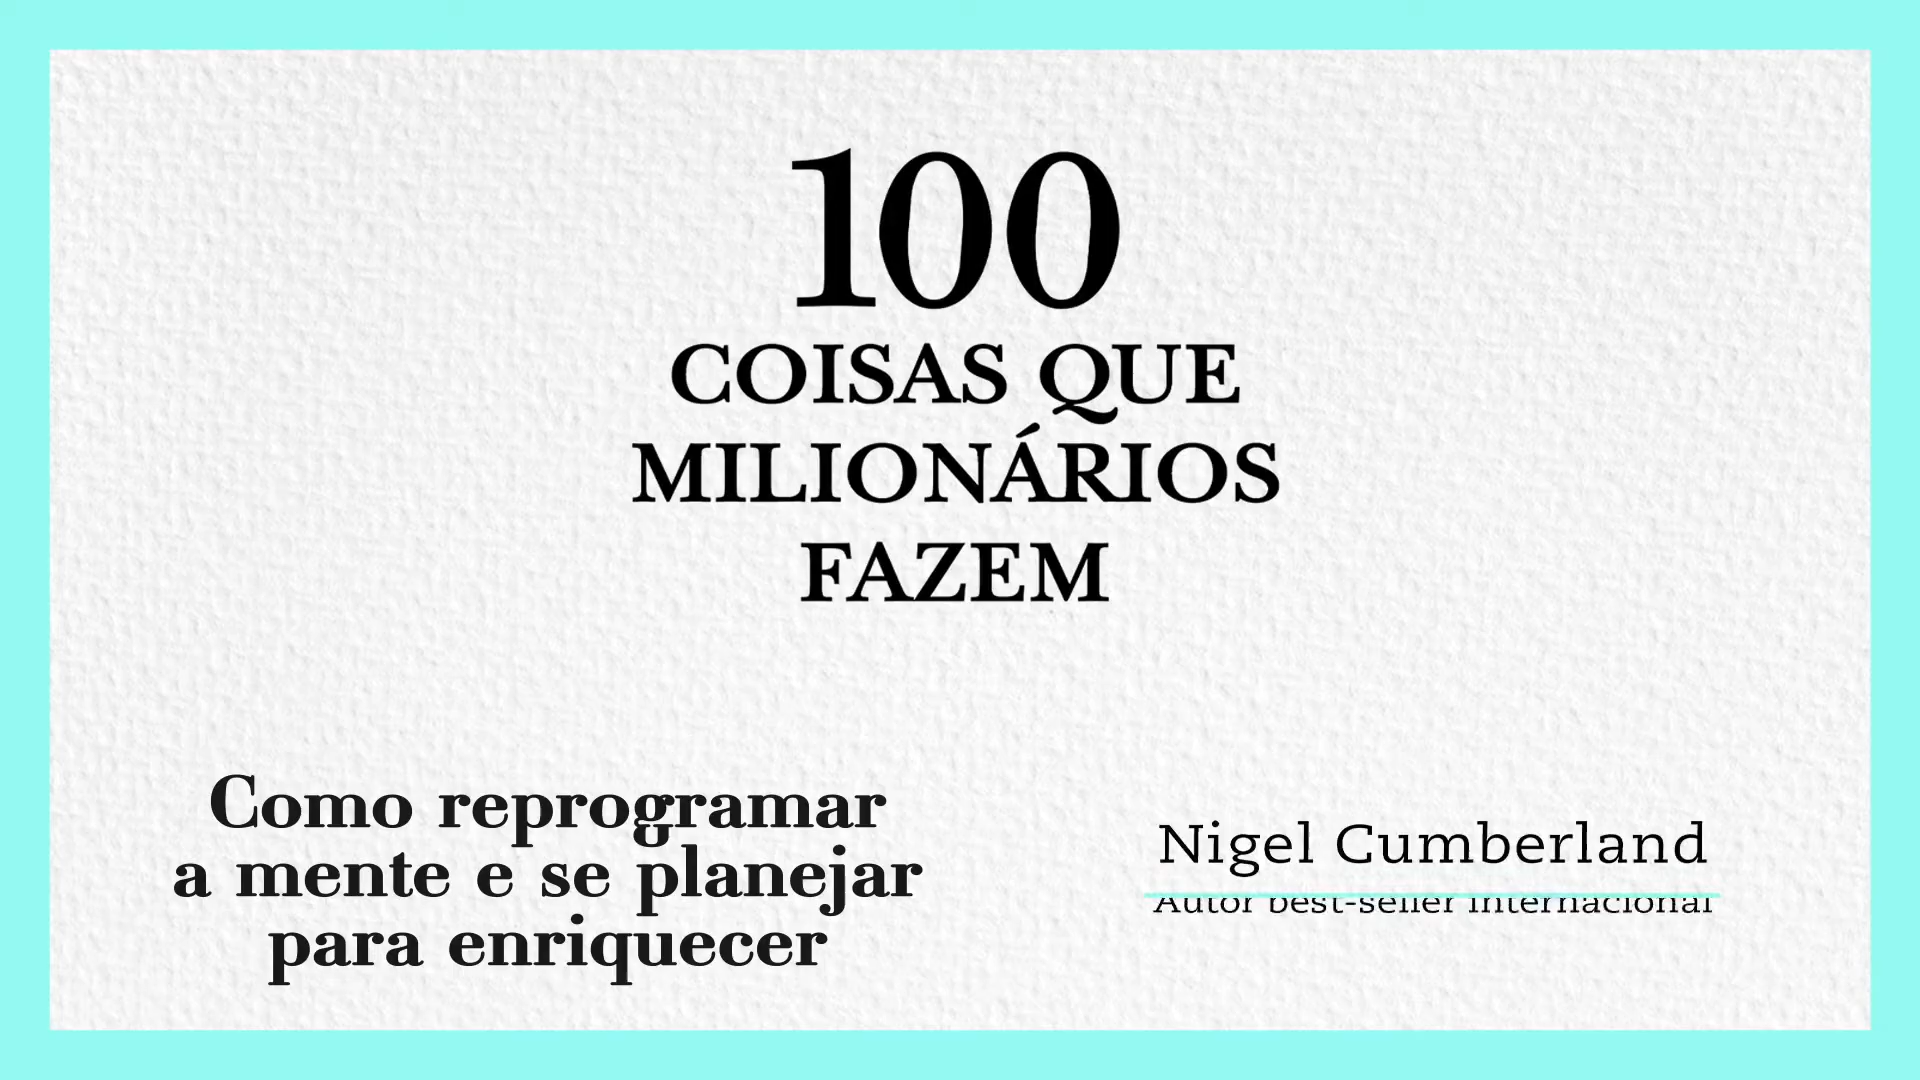 100
COISAS QUE
MILIONÁRIOS
FAZEM
Como reprogramar
a mente e se planejar
para enriquecer
Nigel Cumberland
Autor best-seller internacional